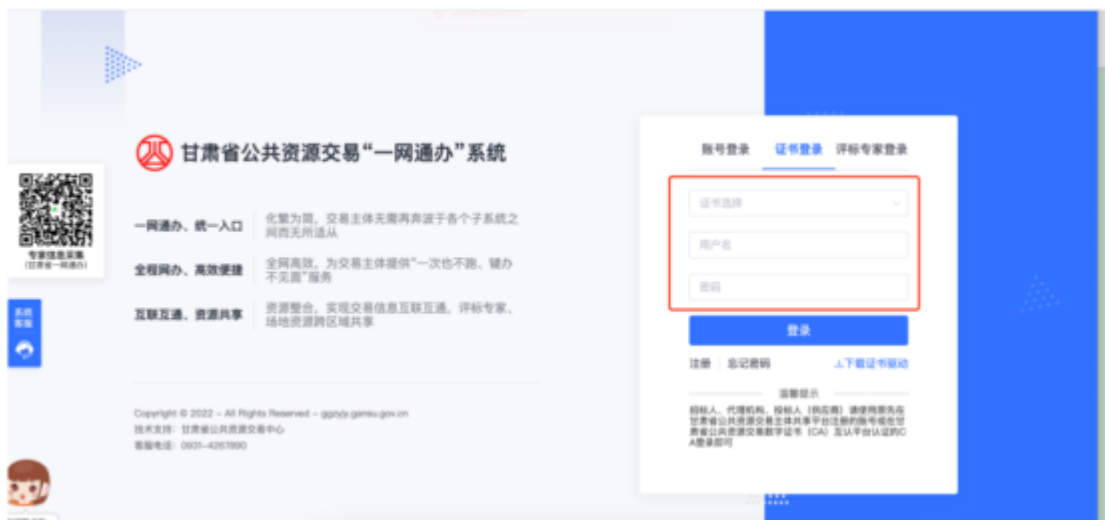 甘肃省公共资源交易“一网通办”系统
一网通办、统一入口
化繁为简，交易主体无需再奔波于各个子系统之
间而无所适从
全程网办、高效便捷
全网高效，为交易主体提供“一次也不跑、键办
不见面”服务
互联互通、资源共享
资源整合，实现交易信息互联互通，评标专家、
场地资源跨区域共享
Copyright © 2022 - All Rights Reserved - ggzyjy.gansu.gov.cn
技术支持：甘肃省公共资源交易中心
客服电话：0931-4267890
专家信息采集
(甘肃省一网通办)
系统
客服
账号登录 证书登录 评标专家登录
证书选择
用户名
密码
登录
注册 忘记密码 下载证书驱动
温馨提示
招标人、代理机构、投标人（供应商）请使用原先在
甘肃省公共资源交易主体共享平台注册的账号或在甘
肃省公共资源交易数字证书（CA）互认平台认证的C
A登录即可